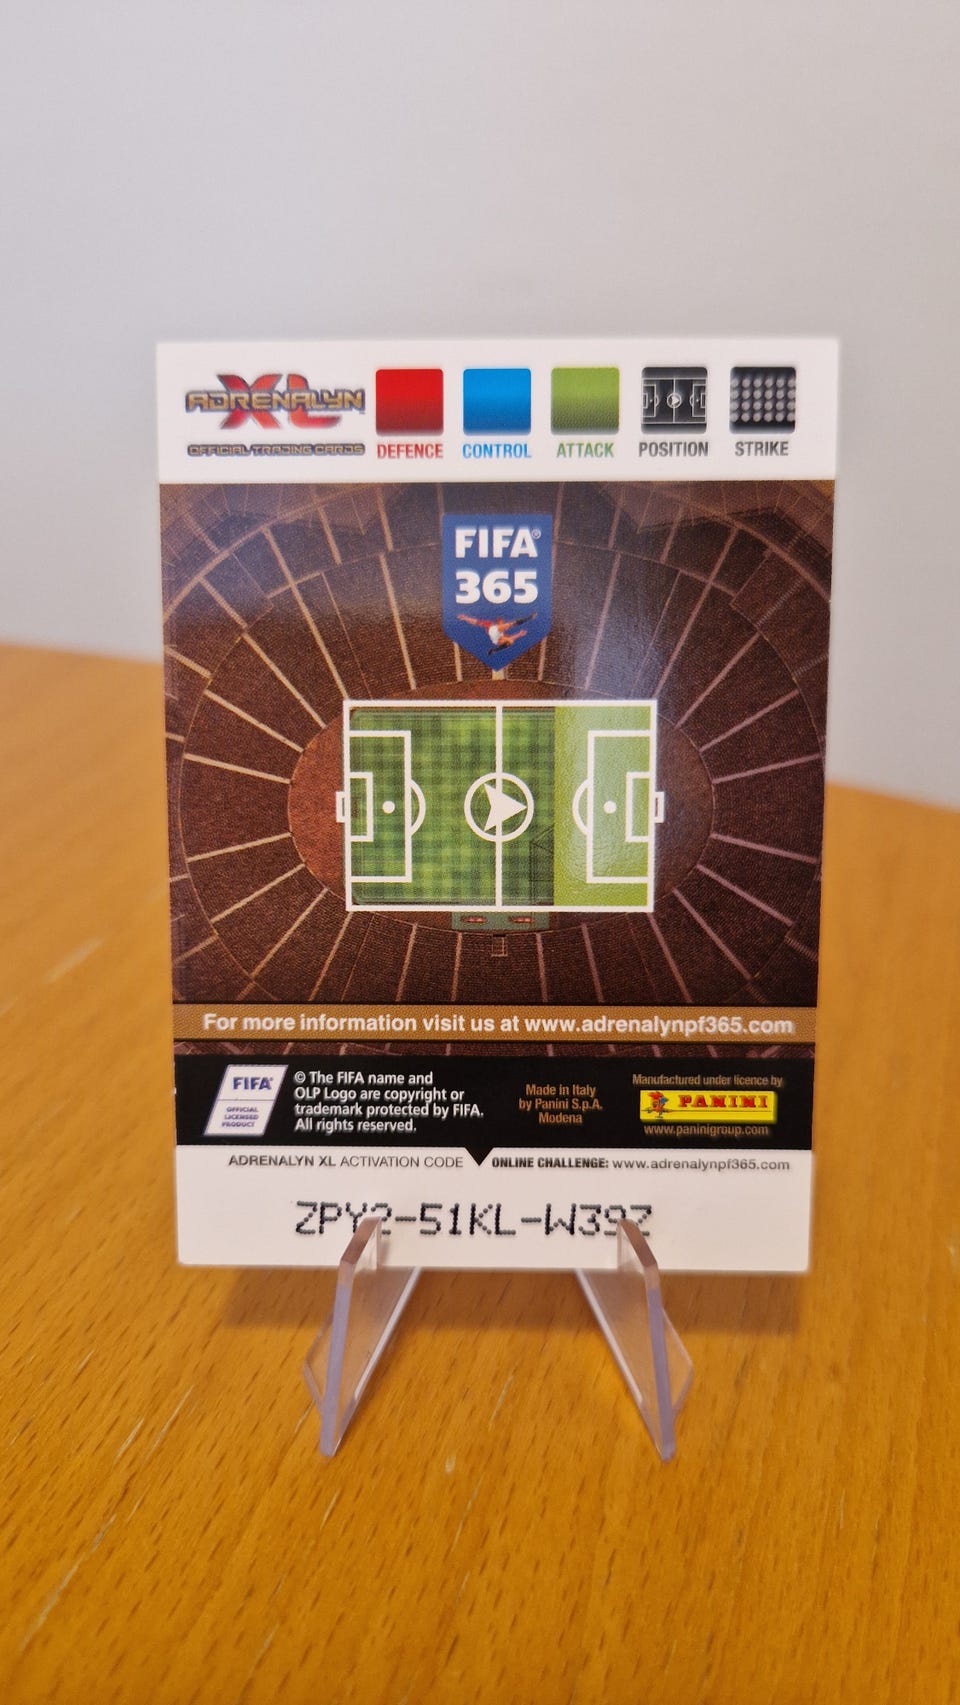 ADRENALYN XL
OFFICIAL TRADING CARDS
DEFENCE CONTROL ATTACK POSITION STRIKE
FIFA®
365
For more information visit us at www.adrenalynpf365.com
FIFA®
OFFICIAL
LICENSED
PRODUCT
© The FIFA name and
OLP Logo are copyright or
trademark protected by FIFA.
All rights reserved.
Made in Italy
by Panini S.p.A.
Modena
Manufactured under licence by
PANINI
www.paninigroup.com
ADRENALYN XL ACTIVATION CODE
ONLINE CHALLENGE: www.adrenalynpf365.com
ZPY2-51KL-W39Z